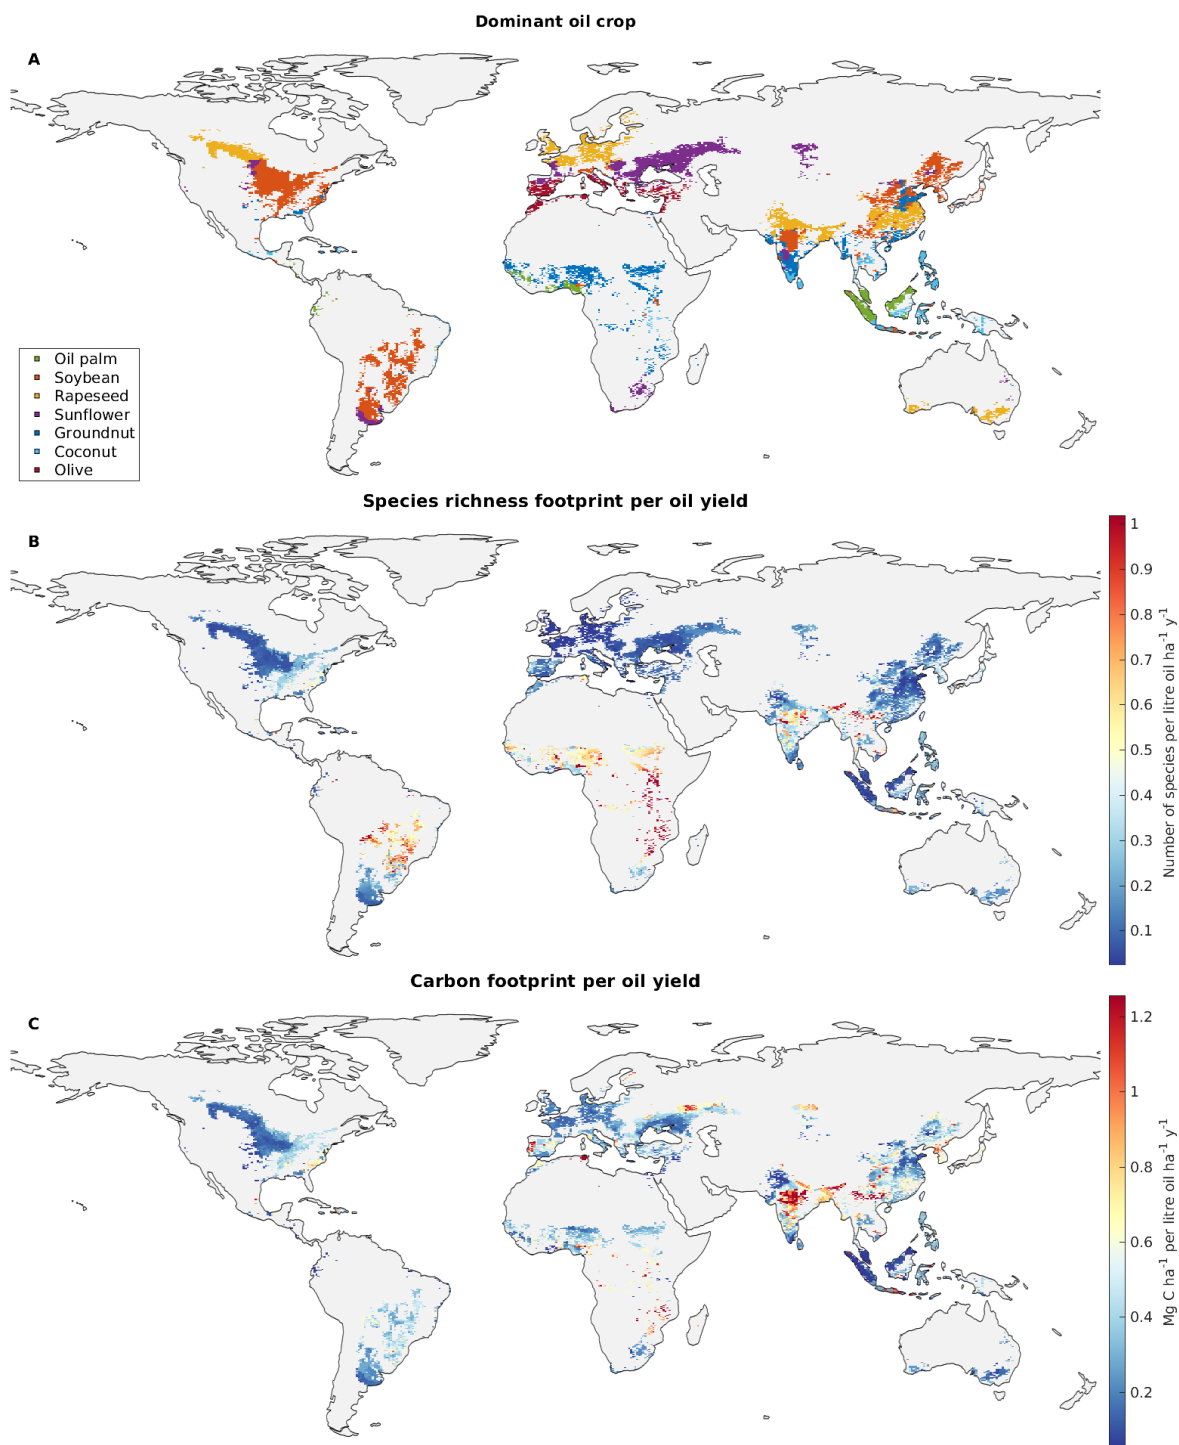 Dominant oil crop
A
Oil palm
Soybean
Rapeseed
Sunflower
Groundnut
Coconut
Olive
Species richness footprint per oil yield
B
1
0.9
0.8
0.7
0.6
0.5
0.4
0.3
0.2
0.1
Number of species per litre oil ha⁻¹ y⁻¹
Carbon footprint per oil yield
C
1.2
1
0.8
0.6
0.4
0.2
Mg C ha⁻¹ per litre oil ha⁻¹ y⁻¹